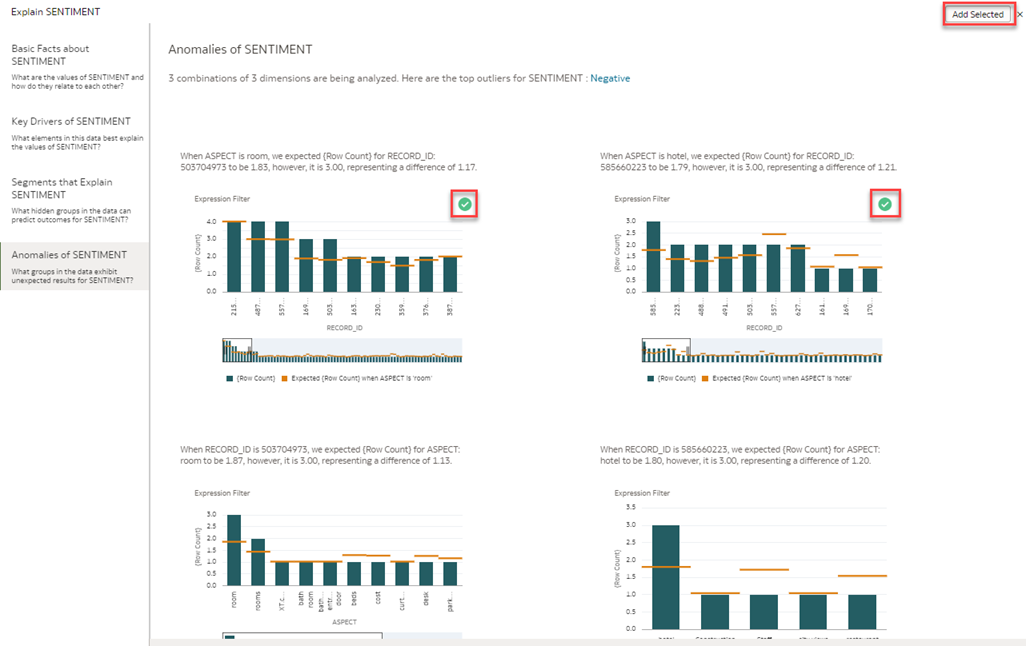 Explain SENTIMENT
Add Selected
Basic Facts about
SENTIMENT
What are the values of SENTIMENT and
how do they relate to each other?
Key Drivers of SENTIMENT
What elements in this data best explain
the values of SENTIMENT?
Segments that Explain
SENTIMENT
What hidden groups in the data can
predict outcomes for SENTIMENT?
Anomalies of SENTIMENT
What groups in the data exhibit
unexpected results for SENTIMENT?
Anomalies of SENTIMENT
3 combinations of 3 dimensions are being analyzed. Here are the top outliers for SENTIMENT : Negative
When ASPECT is room, we expected {Row Count} for RECORD_ID:
503704973 to be 1.83, however, it is 3.00, representing a difference of 1.17.
Expression Filter
{Row Count}
4.0
3.0
2.0
1.0
0.0
215...
487...
557...
169...
503...
163...
230...
359...
376...
387...
RECORD_ID
{Row Count}
Expected {Row Count} when ASPECT is 'room'
When ASPECT is hotel, we expected {Row Count} for RECORD_ID:
585660223 to be 1.79, however, it is 3.00, representing a difference of 1.21.
Expression Filter
{Row Count}
3.0
2.5
2.0
1.5
1.0
0.5
0.0
585...
223...
488...
491...
503...
557...
627...
161...
169...
170...
RECORD_ID
{Row Count}
Expected {Row Count} when ASPECT is 'hotel'
When RECORD_ID is 503704973, we expected {Row Count} for ASPECT:
room to be 1.87, however, it is 3.00, representing a difference of 1.13.
Expression Filter
{Row Count}
3.0
2.5
2.0
1.5
1.0
0.5
0.0
room
rooms
XT.c...
bath
room
bath...
entr...
door
beds
cost
curt...
desk
park...
ASPECT
When RECORD_ID is 585660223, we expected {Row Count} for ASPECT:
hotel to be 1.80, however, it is 3.00, representing a difference of 1.20.
Expression Filter
{Row Count}
3.5
3.0
2.5
2.0
1.5
1.0
0.5
0.0